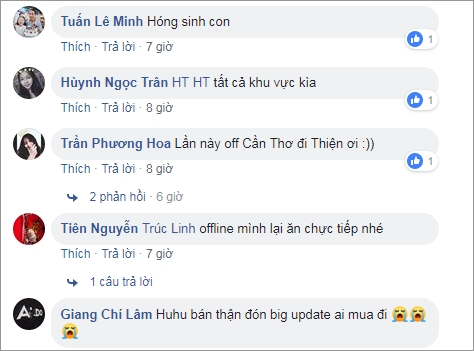 Tuấn Lê Minh Hóng sinh con
1
Thích · Trả lời · 7 giờ
Hùynh Ngọc Trân HT HT tất cả khu vực kìa
1
Thích · Trả lời · 8 giờ
Trần Phương Hoa Lần này off Cần Thơ đi Thiện ơi :))
1
Thích · Trả lời · 8 giờ
2 phản hồi · 6 giờ
Tiên Nguyễn Trúc Linh offline mình lại ăn chực tiếp nhé
Thích · Trả lời · 7 giờ
1 câu trả lời
Giang Chí Lâm Huhu bán thận đón big update ai mua đi 😭😭
😭